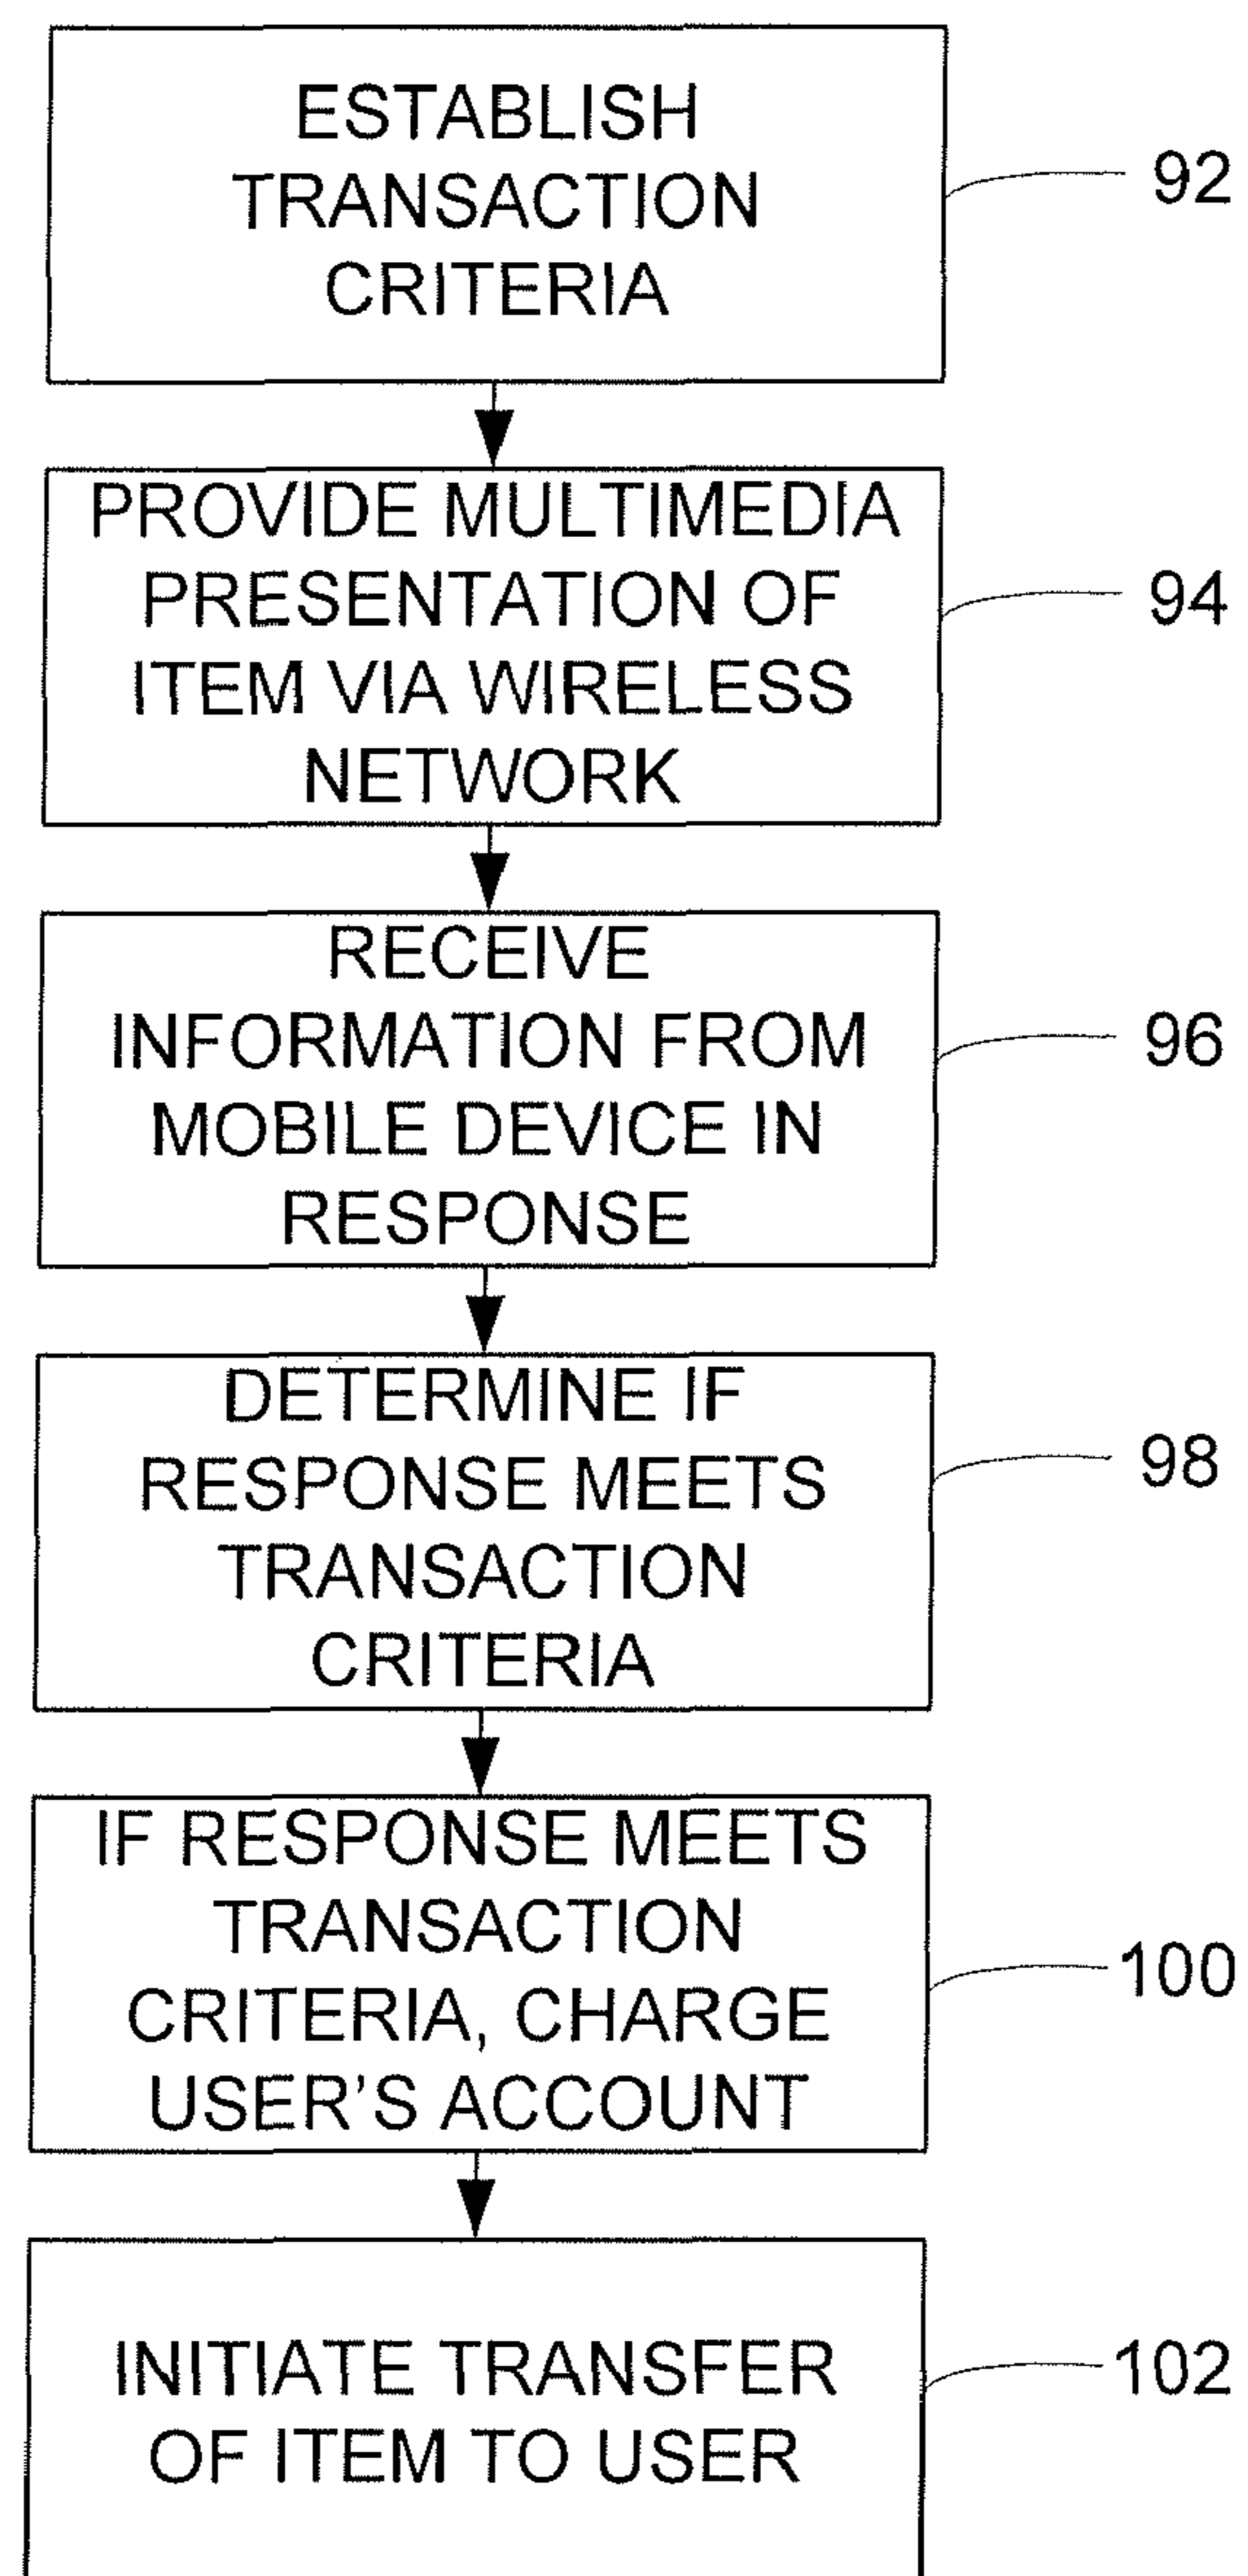 ESTABLISH
TRANSACTION
CRITERIA
92
PROVIDE MULTIMEDIA
PRESENTATION OF
ITEM VIA WIRELESS
NETWORK
94
RECEIVE
INFORMATION FROM
MOBILE DEVICE IN
RESPONSE
96
DETERMINE IF
RESPONSE MEETS
TRANSACTION
CRITERIA
98
IF RESPONSE MEETS
TRANSACTION
CRITERIA, CHARGE
USER'S ACCOUNT
100
INITIATE TRANSFER
OF ITEM TO USER
102